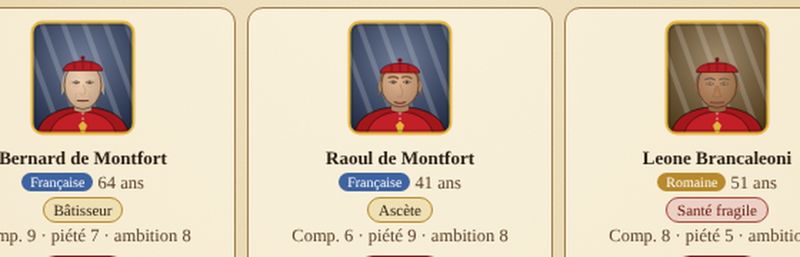 Bernard de Montfort
Française 64 ans
Bâtisseur
mp. 9 · piété 7 · ambition 8
Raoul de Montfort
Française 41 ans
Ascète
Comp. 6 · piété 9 · ambition 8
Leone Brancaleoni
Romaine 51 ans
Santé fragile
Comp. 8 · piété 5 · ambitio